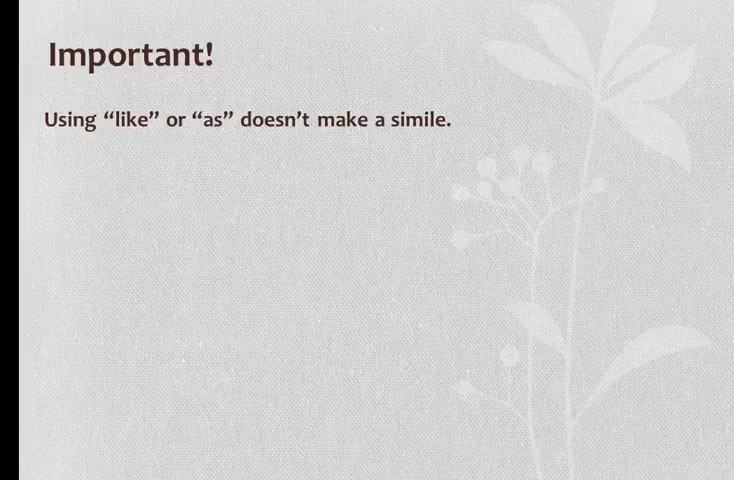 Important!
Using “like” or “as” doesn’t make a simile.